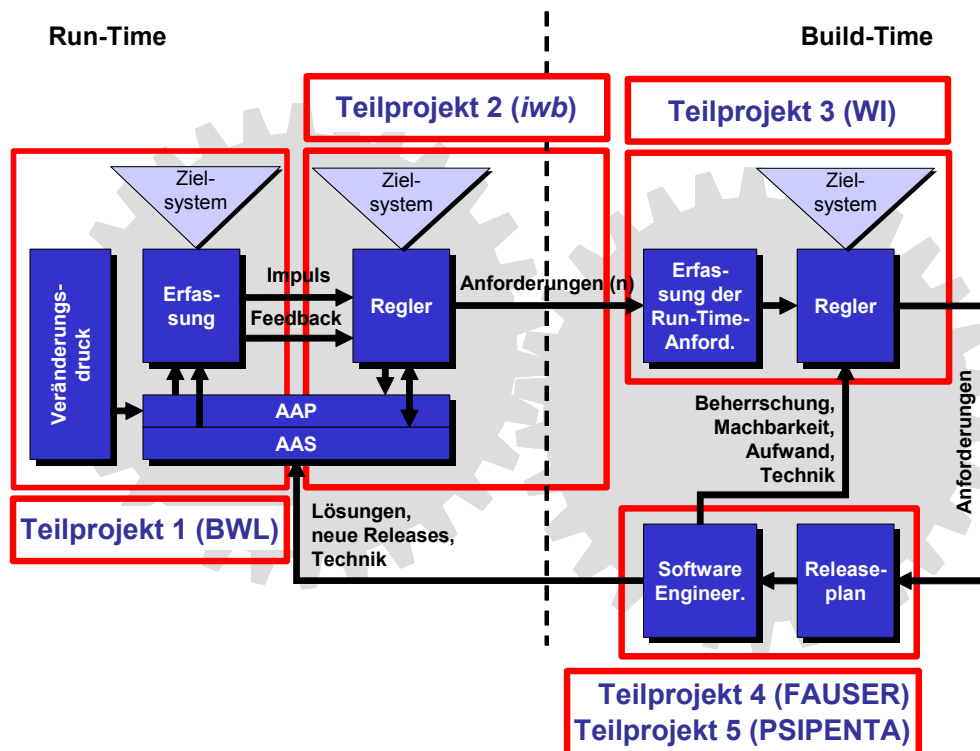 Run-Time
Build-Time
Teilprojekt 2 (iwb)
Teilprojekt 3 (WI)
Ziel-
system
Ziel-
system
Ziel-
system
Veränderungs-
druck
Erfas-
sung
Impuls
Feedback
Regler
Anforderungen (n)
Erfas-
sung der
Run-Time-
Anford.
Regler
AAP
AAS
Beherrschung,
Machbarkeit,
Aufwand,
Technik
Anforderungen
Teilprojekt 1 (BWL)
Lösungen,
neue Releases,
Technik
Software
Engineer.
Release-
plan
Teilprojekt 4 (FAUSER)
Teilprojekt 5 (PSIPENTA)